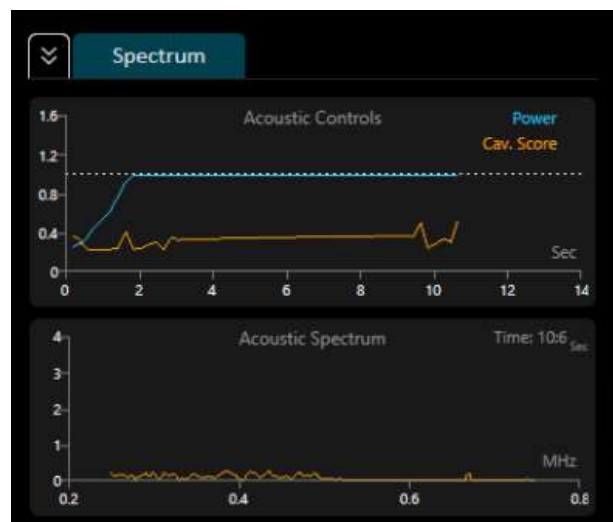 Spectrum
1.6
Acoustic Controls
Power
Cav. Score
1.2
0.8
0.4
Sec
0
0 2 4 6 8 10 12 14
4
Acoustic Spectrum
Time: 10:6 Sec
3
2
1
MHz
0
0.2 0.4 0.6 0.8